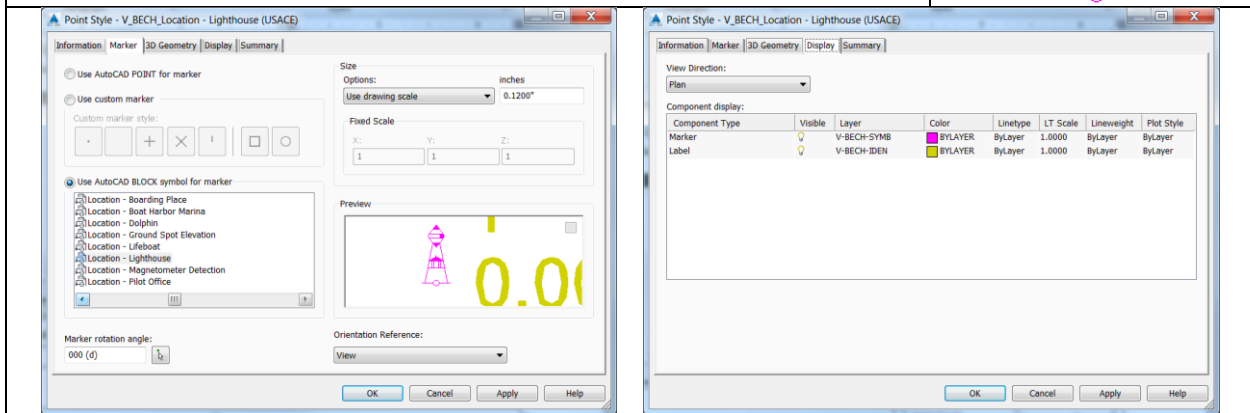 Point Style - V_BECH_Location - Lighthouse (USACE)
Information Marker 3D Geometry Display Summary
Use AutoCAD POINT for marker
Use custom marker
Custom marker style:
Use AutoCAD BLOCK symbol for marker
Location - Boarding Place
Location - Boat Harbor Marina
Location - Dolphin
Location - Ground Spot Elevation
Location - Lifeboat
Location - Lighthouse
Location - Magnetometer Detection
Location - Pilot Office
Marker rotation angle:
000 (d)
Size
Options: inches
Use drawing scale 0.1200"
Fixed Scale
X: Y: Z:
1 1 1
Preview
0.00
Orientation Reference:
View
OK Cancel Apply Help
Point Style - V_BECH_Location - Lighthouse (USACE)
Information Marker 3D Geometry Display Summary
View Direction:
Plan
Component display:
Component Type Visible Layer Color Linetype LT Scale Lineweight Plot Style
Marker V-BECH-SYMB BYLAYER ByLayer 1.0000 ByLayer ByLayer
Label V-BECH-IDEN BYLAYER ByLayer 1.0000 ByLayer ByLayer
OK Cancel Apply Help